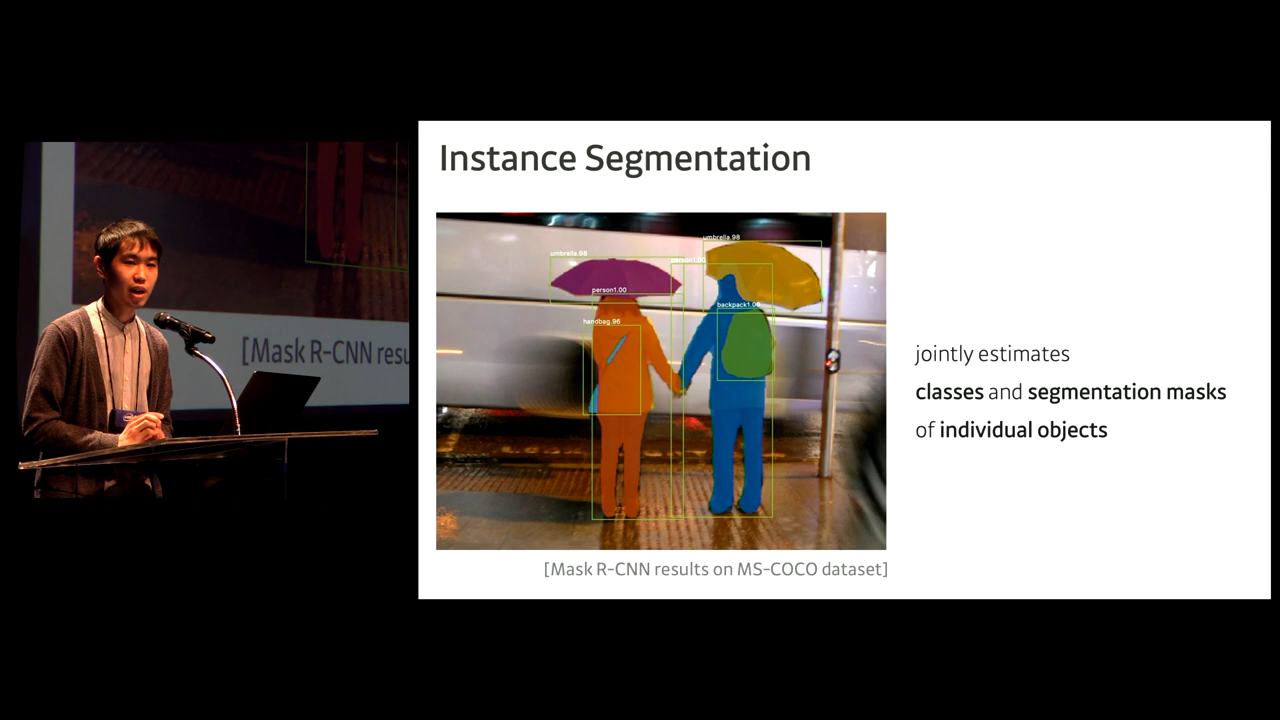 Instance Segmentation
umbrella.98
umbrella.98
person1.00
person1.00
backpack1.00
handbag.96
jointly estimates
classes and segmentation masks
of individual objects
[Mask R-CNN results on MS-COCO dataset]
[Mask R-CNN resu